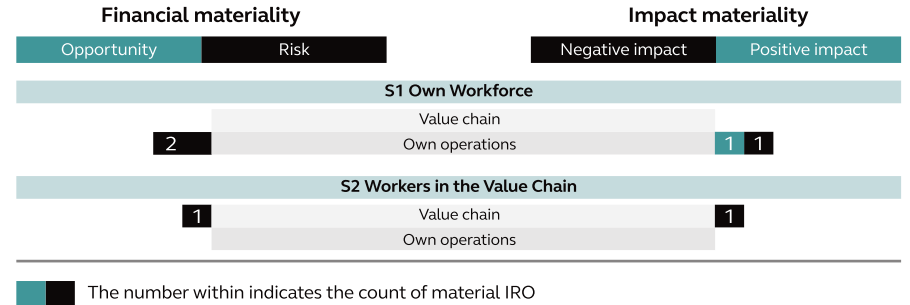 Financial materiality Impact materiality
Opportunity Risk Negative impact Positive impact
S1 Own Workforce
Value chain
2 Own operations 1 1
S2 Workers in the Value Chain
1 Value chain 1
Own operations
The number within indicates the count of material IRO